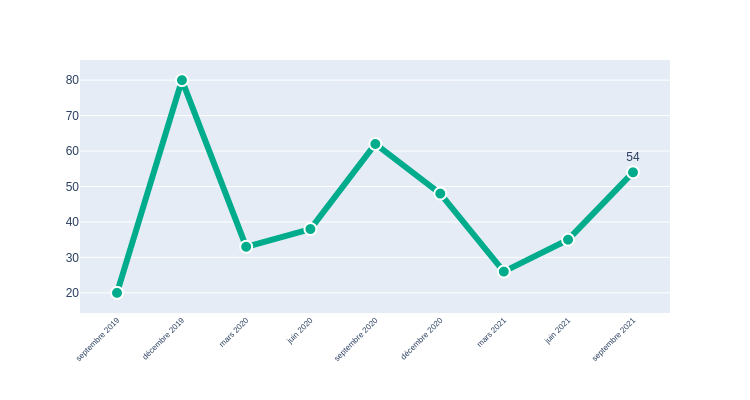 80
70
60
50
40
30
20
54
septembre 2019
décembre 2019
mars 2020
juin 2020
septembre 2020
décembre 2020
mars 2021
juin 2021
septembre 2021